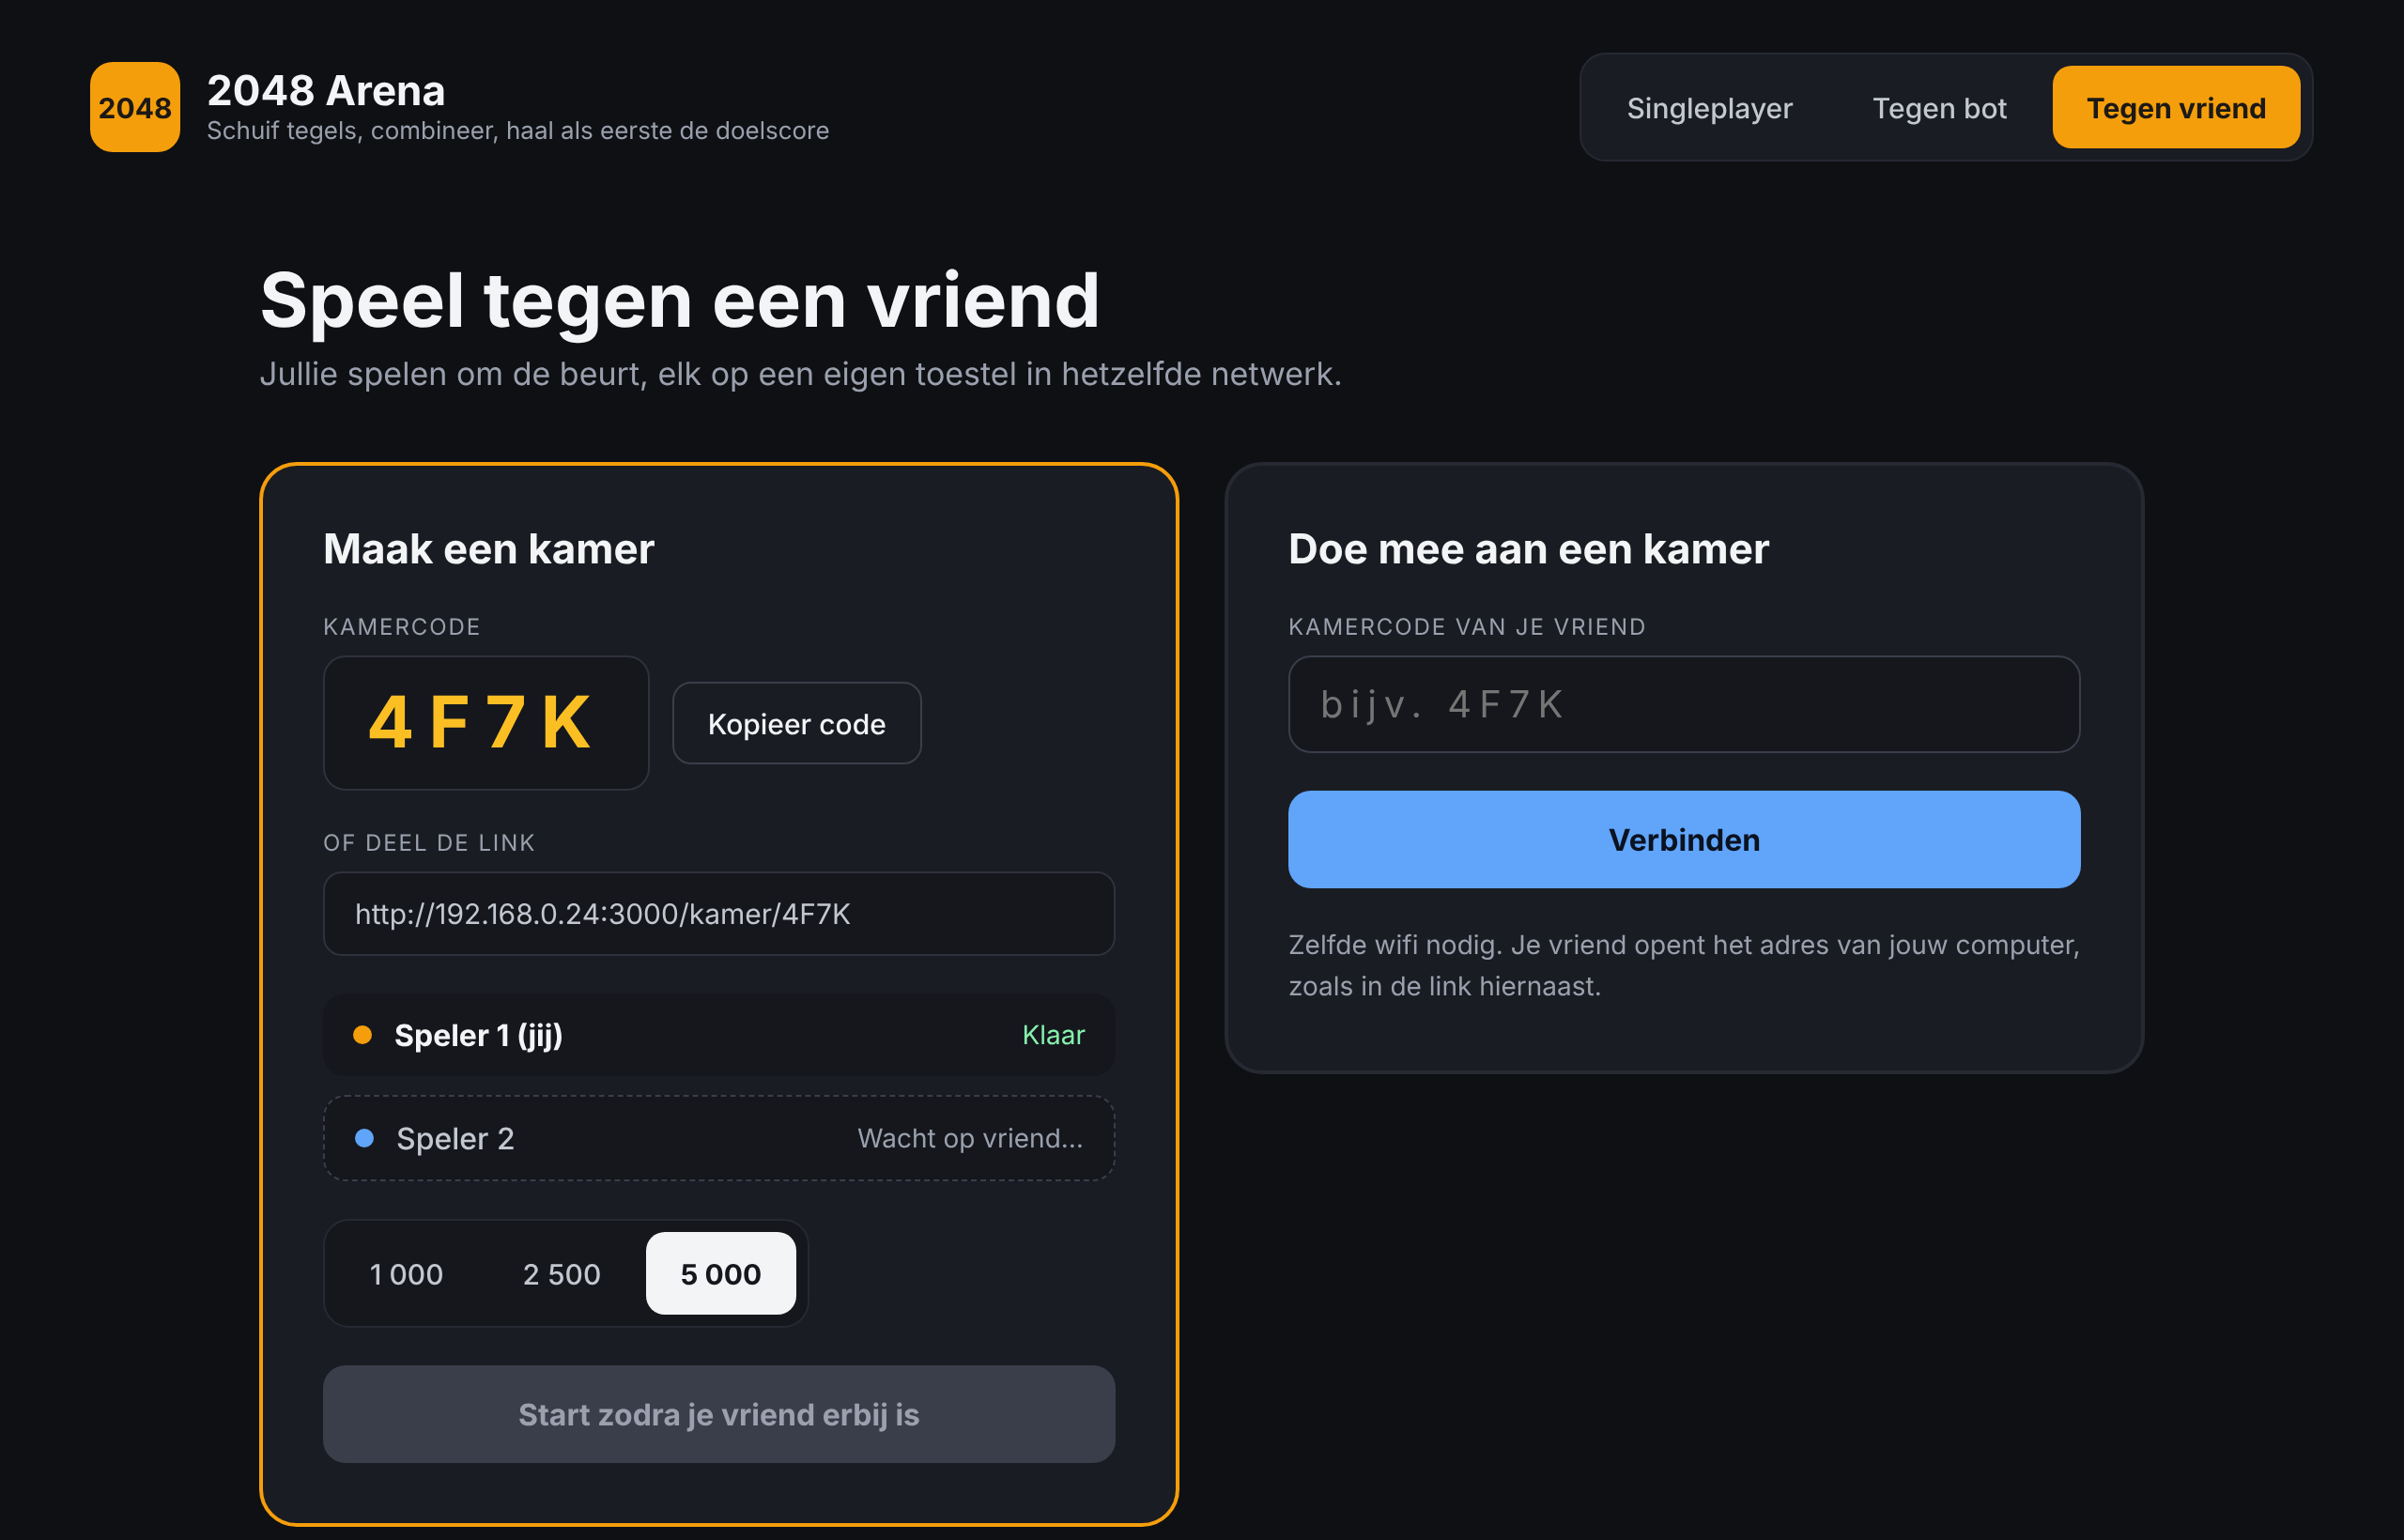 2048
2048 Arena
Schuif tegels, combineer, haal als eerste de doelscore
Singleplayer
Tegen bot
Tegen vriend
Speel tegen een vriend
Jullie spelen om de beurt, elk op een eigen toestel in hetzelfde netwerk.
Maak een kamer
KAMERCODE
4F7K
Kopieer code
OF DEEL DE LINK
http://192.168.0.24:3000/kamer/4F7K
Speler 1 (jij)
Klaar
Speler 2
Wacht op vriend...
1 000
2 500
5 000
Start zodra je vriend erbij is
Doe mee aan een kamer
KAMERCODE VAN JE VRIEND
bijv. 4F7K
Verbinden
Zelfde wifi nodig. Je vriend opent het adres van jouw computer,
zoals in de link hiernaast.